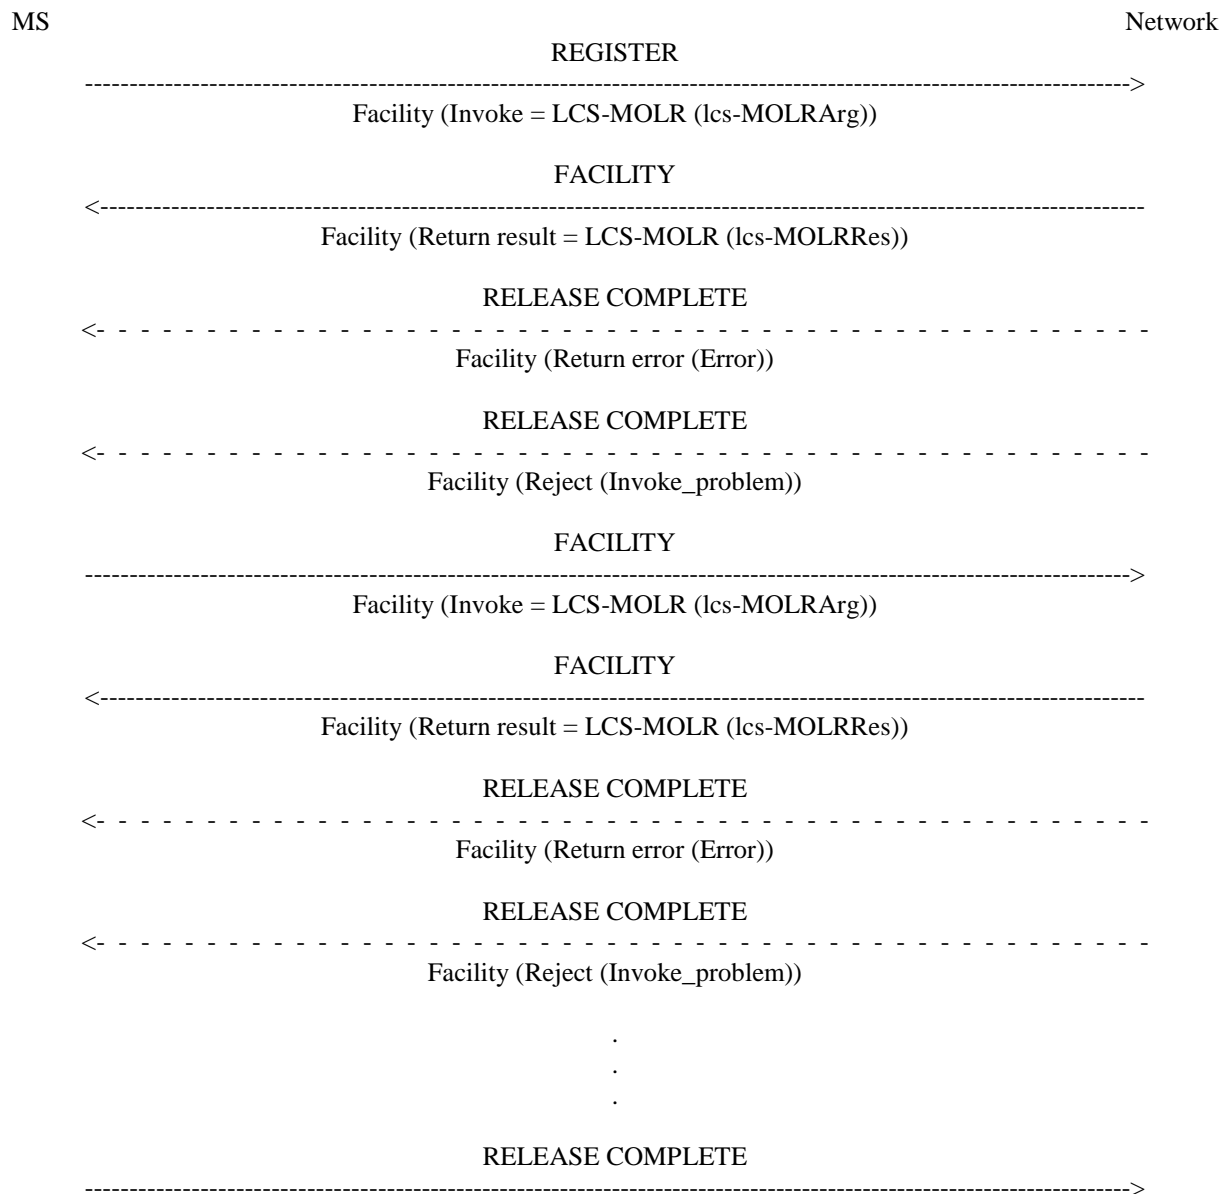 MS Network
REGISTER
------------------------------------------------------------------------------------------------------------------------>
Facility (Invoke = LCS-MOLR (lcs-MOLRArg))
FACILITY
<------------------------------------------------------------------------------------------------------------------------
Facility (Return result = LCS-MOLR (lcs-MOLRRes))
RELEASE COMPLETE
<- - - - - - - - - - - - - - - - - - - - - - - - - - - - - - - - - - - -
Facility (Return error (Error))
RELEASE COMPLETE
<- - - - - - - - - - - - - - - - - - - - - - - - - - - - - - - - - - - -
Facility (Reject (Invoke_problem))
FACILITY
------------------------------------------------------------------------------------------------------------------------>
Facility (Invoke = LCS-MOLR (lcs-MOLRArg))
FACILITY
<------------------------------------------------------------------------------------------------------------------------
Facility (Return result = LCS-MOLR (lcs-MOLRRes))
RELEASE COMPLETE
<- - - - - - - - - - - - - - - - - - - - - - - - - - - - - - - - - - - -
Facility (Return error (Error))
RELEASE COMPLETE
<- - - - - - - - - - - - - - - - - - - - - - - - - - - - - - - - - - - -
Facility (Reject (Invoke_problem))
.
.
.
RELEASE COMPLETE
------------------------------------------------------------------------------------------------------------------------>